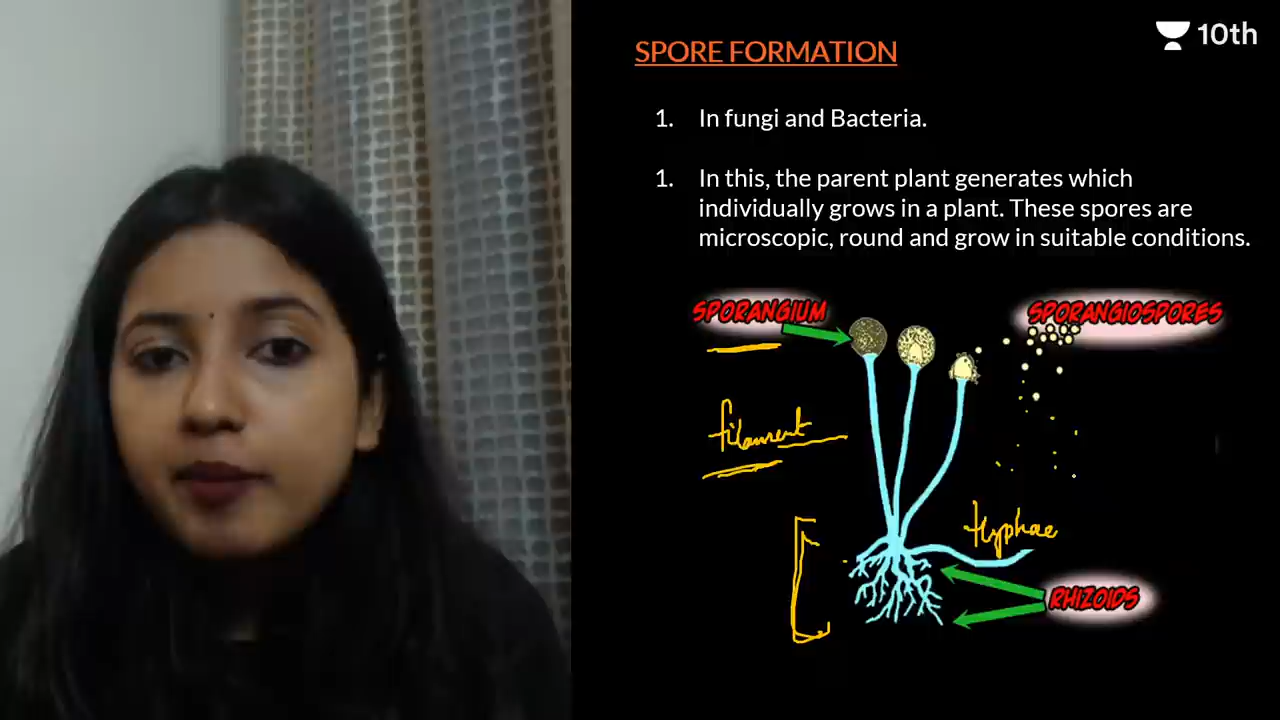 10th
SPORE FORMATION
1. In fungi and Bacteria.
1. In this, the parent plant generates which
individually grows in a plant. These spores are
microscopic, round and grow in suitable conditions.
SPORANGIUM
SPORANGIOSPORES
filament
Hyphae
RHIZOIDS